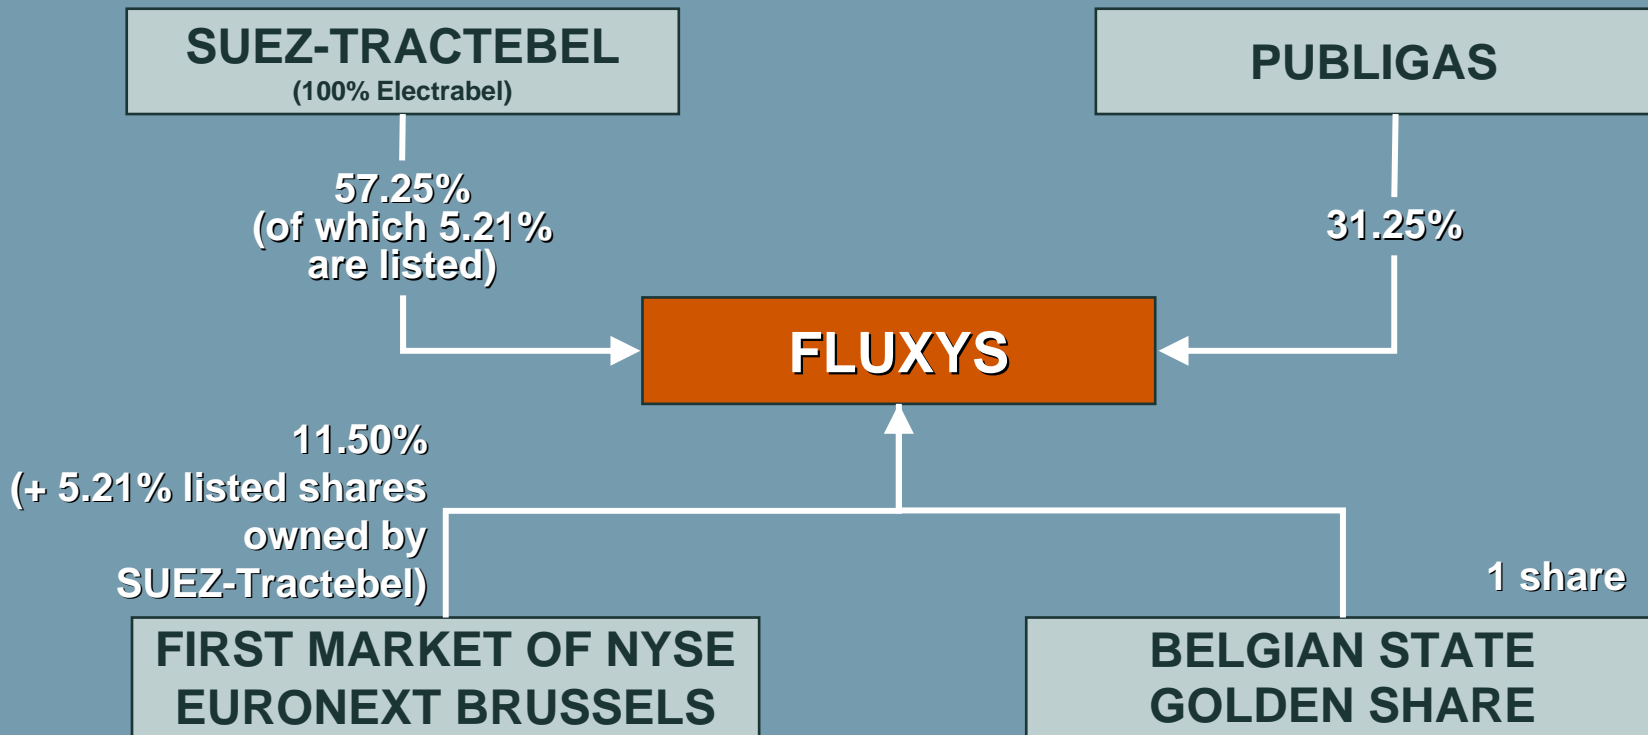 SUEZ-TRACTEBEL
(100% Electrabel)
PUBLIGAS
57.25%
(of which 5.21%
are listed)
31.25%
FLUXYS
11.50%
(+ 5.21% listed shares
owned by
SUEZ-Tractebel)
1 share
FIRST MARKET OF NYSE
EURONEXT BRUSSELS
BELGIAN STATE
GOLDEN SHARE